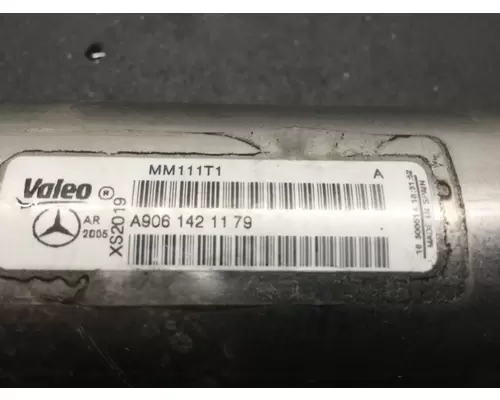 MM111T1
A
Valeo
AR
2005
XS2019
A906 142 11 79
MADE IN SPAIN